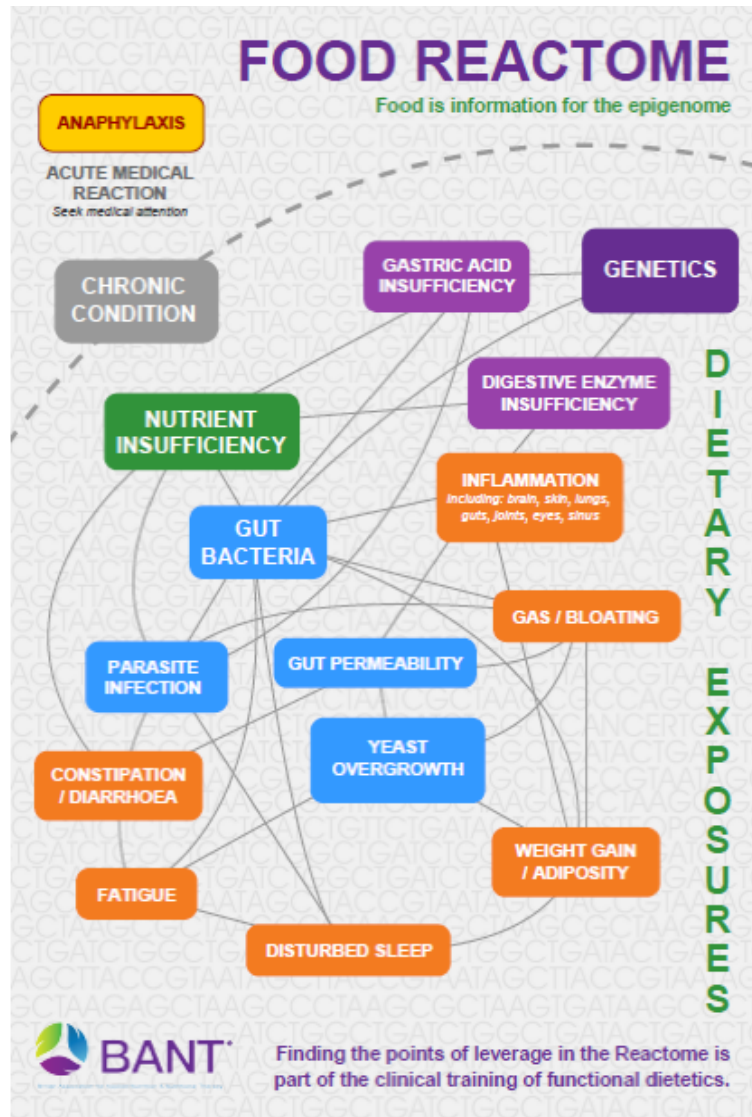 FOOD REACTOME
Food is information for the epigenome
ANAPHYLAXIS
ACUTE MEDICAL
REACTION
Seek medical attention
CHRONIC
CONDITION
GASTRIC ACID
INSUFFICIENCY
GENETICS
DIGESTIVE ENZYME
INSUFFICIENCY
NUTRIENT
INSUFFICIENCY
INFLAMMATION
including: brain, skin, lungs,
guts, joints, eyes, sinus
GUT
BACTERIA
GAS / BLOATING
PARASITE
INFECTION
GUT PERMEABILITY
YEAST
OVERGROWTH
CONSTIPATION
/ DIARRHOEA
WEIGHT GAIN
/ ADIPOSITY
FATIGUE
DISTURBED SLEEP
DIETARY EXPOSURES
BANT
Finding the points of leverage in the Reactome is
part of the clinical training of functional dietetics.